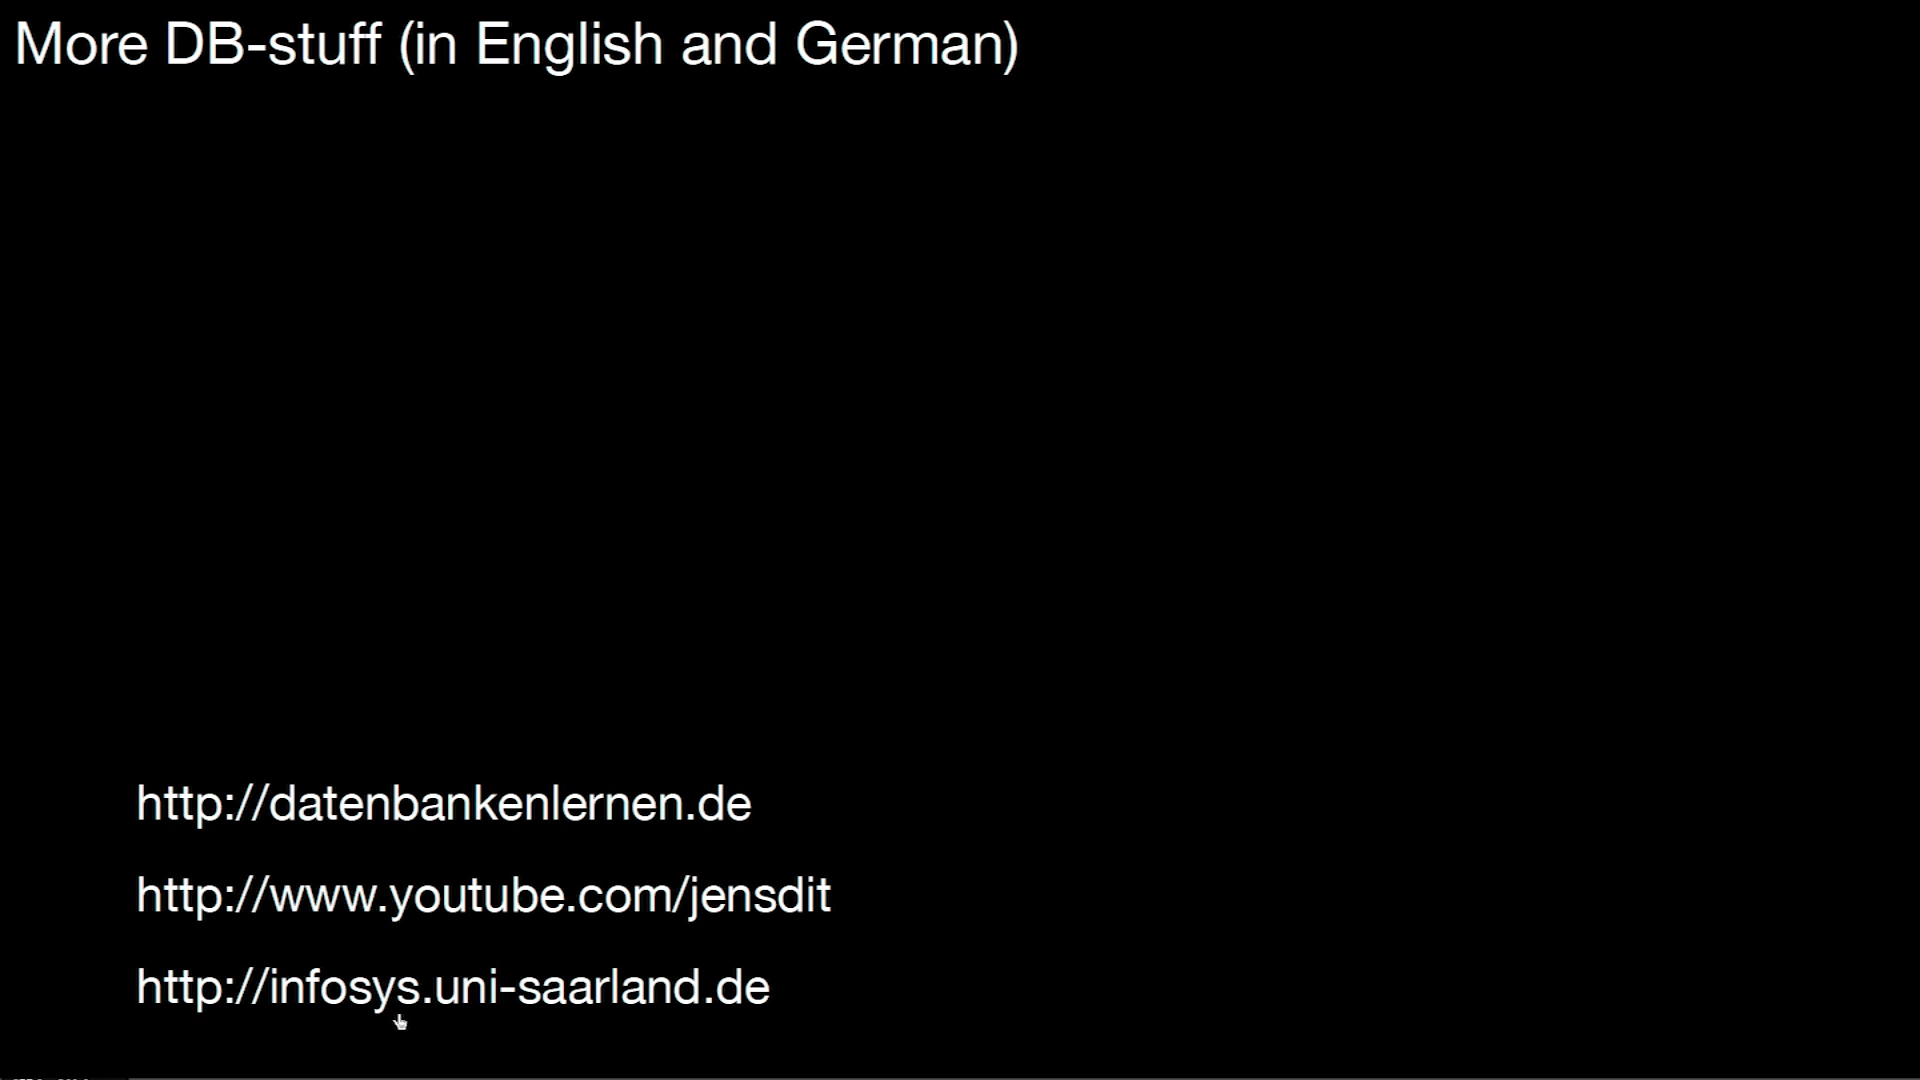 More DB-stuff (in English and German)
http://datenbankenlernen.de
http://www.youtube.com/jensdit
http://infosys.uni-saarland.de